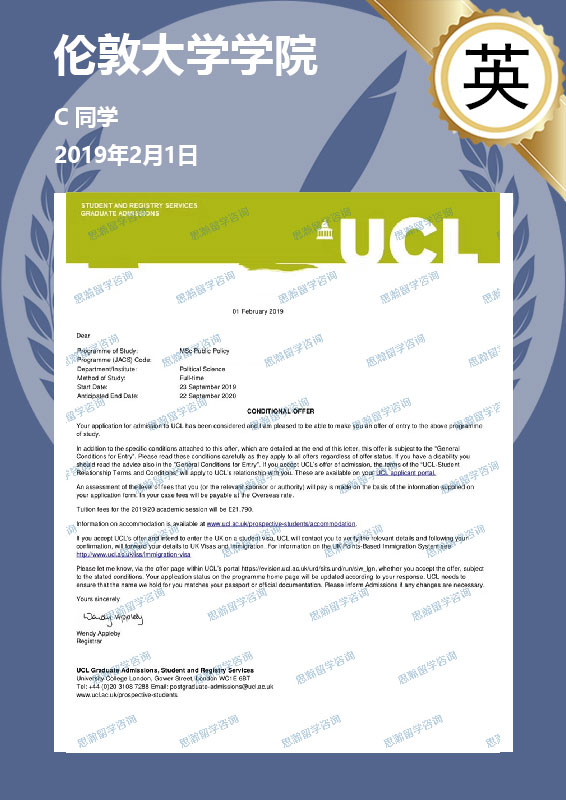 伦敦大学学院
英
C 同学
2019年2月1日
STUDENT AND REGISTRY SERVICES
GRADUATE ADMISSIONS
UCL
01 February 2019
Dear
Programme of Study: MSc Public Policy
Programme (JACS) Code:
Department/Institute: Political Science
Method of Study: Full-time
Start Date: 23 September 2019
Anticipated End Date: 22 September 2020
CONDITIONAL OFFER
Your application for admission to UCL has been considered and I am pleased to be able to make you an offer of entry to the above programme
of study.
In addition to the specific conditions attached to this offer, which are detailed at the end of this letter, this offer is subject to the "General
Conditions for Entry". Please read these conditions carefully as they apply to all offers regardless of offer status. If you have a disability you
should read the advice also in the "General Conditions for Entry". If you accept UCL's offer of admission, the terms of the "UCL Student
Relationship Terms and Conditions" will apply to UCL's relationship with you. These are available on your UCL applicant portal.
An assessment of the level of fees that you (or the relevant sponsor or authority) will pay is made on the basis of the information supplied on
your application form. In your case fees will be payable at the Overseas rate.
Tuition fees for the 2019/20 academic session will be £21,790.
Information on accommodation is available at www.ucl.ac.uk/prospective-students/accommodation.
If you accept UCL's offer and intend to enter the UK on a student visa, UCL will contact you to verify the relevant details and following your
confirmation, will forward your details to UK Visas and Immigration. For information on the UK Points-Based Immigration System see
http://www.ucl.ac.uk/iss/immigration-visa
Please let me know, via the offer page within UCL's portal https://evision.ucl.ac.uk/urd/sits.urd/run/siw_lgn, whether you accept the offer, subject
to the stated conditions. Your application status on the programme home page will be updated according to your response. UCL needs to
ensure that the name we hold for you matches your passport or official documentation. Please inform Admissions if any changes are necessary.
Yours sincerely
Wendy Appleby
Wendy Appleby
Registrar
UCL Graduate Admissions, Student and Registry Services
University College London, Gower Street, London WC1E 6BT
Tel: +44 (0)20 3108 7288 Email: postgraduate-admissions@ucl.ac.uk
www.ucl.ac.uk/prospective-students
思瀚留学咨询